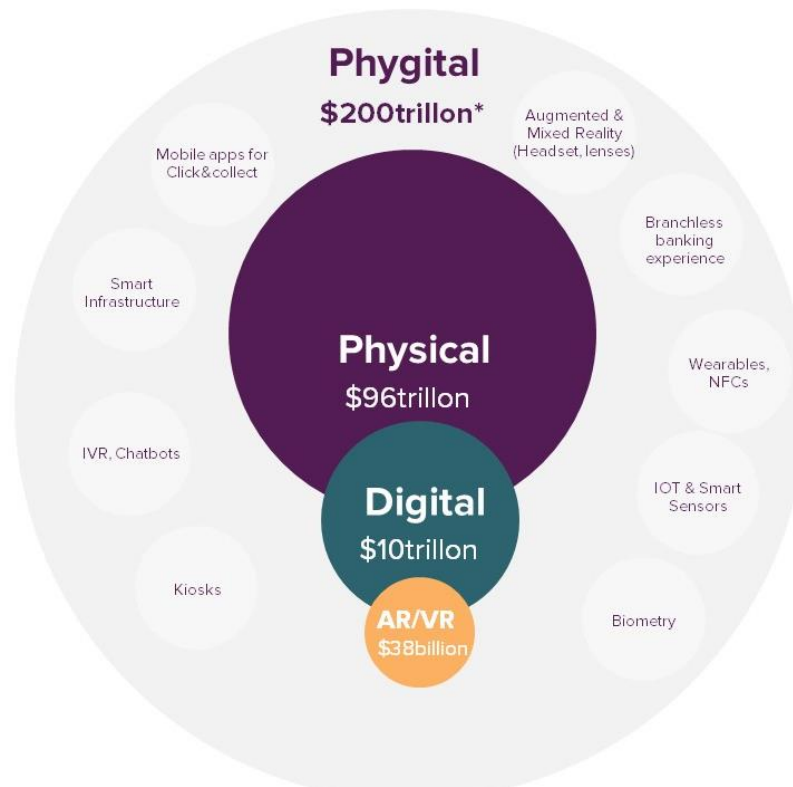 Phygital
$200trillon*
Mobile apps for
Click&collect
Augmented &
Mixed Reality
(Headset, lenses)
Branchless
banking
experience
Smart
Infrastructure
Physical
$96trillon
Wearables,
NFCs
IVR, Chatbots
Digital
$10trillon
IOT & Smart
Sensors
Kiosks
AR/VR
$38billion
Biometry